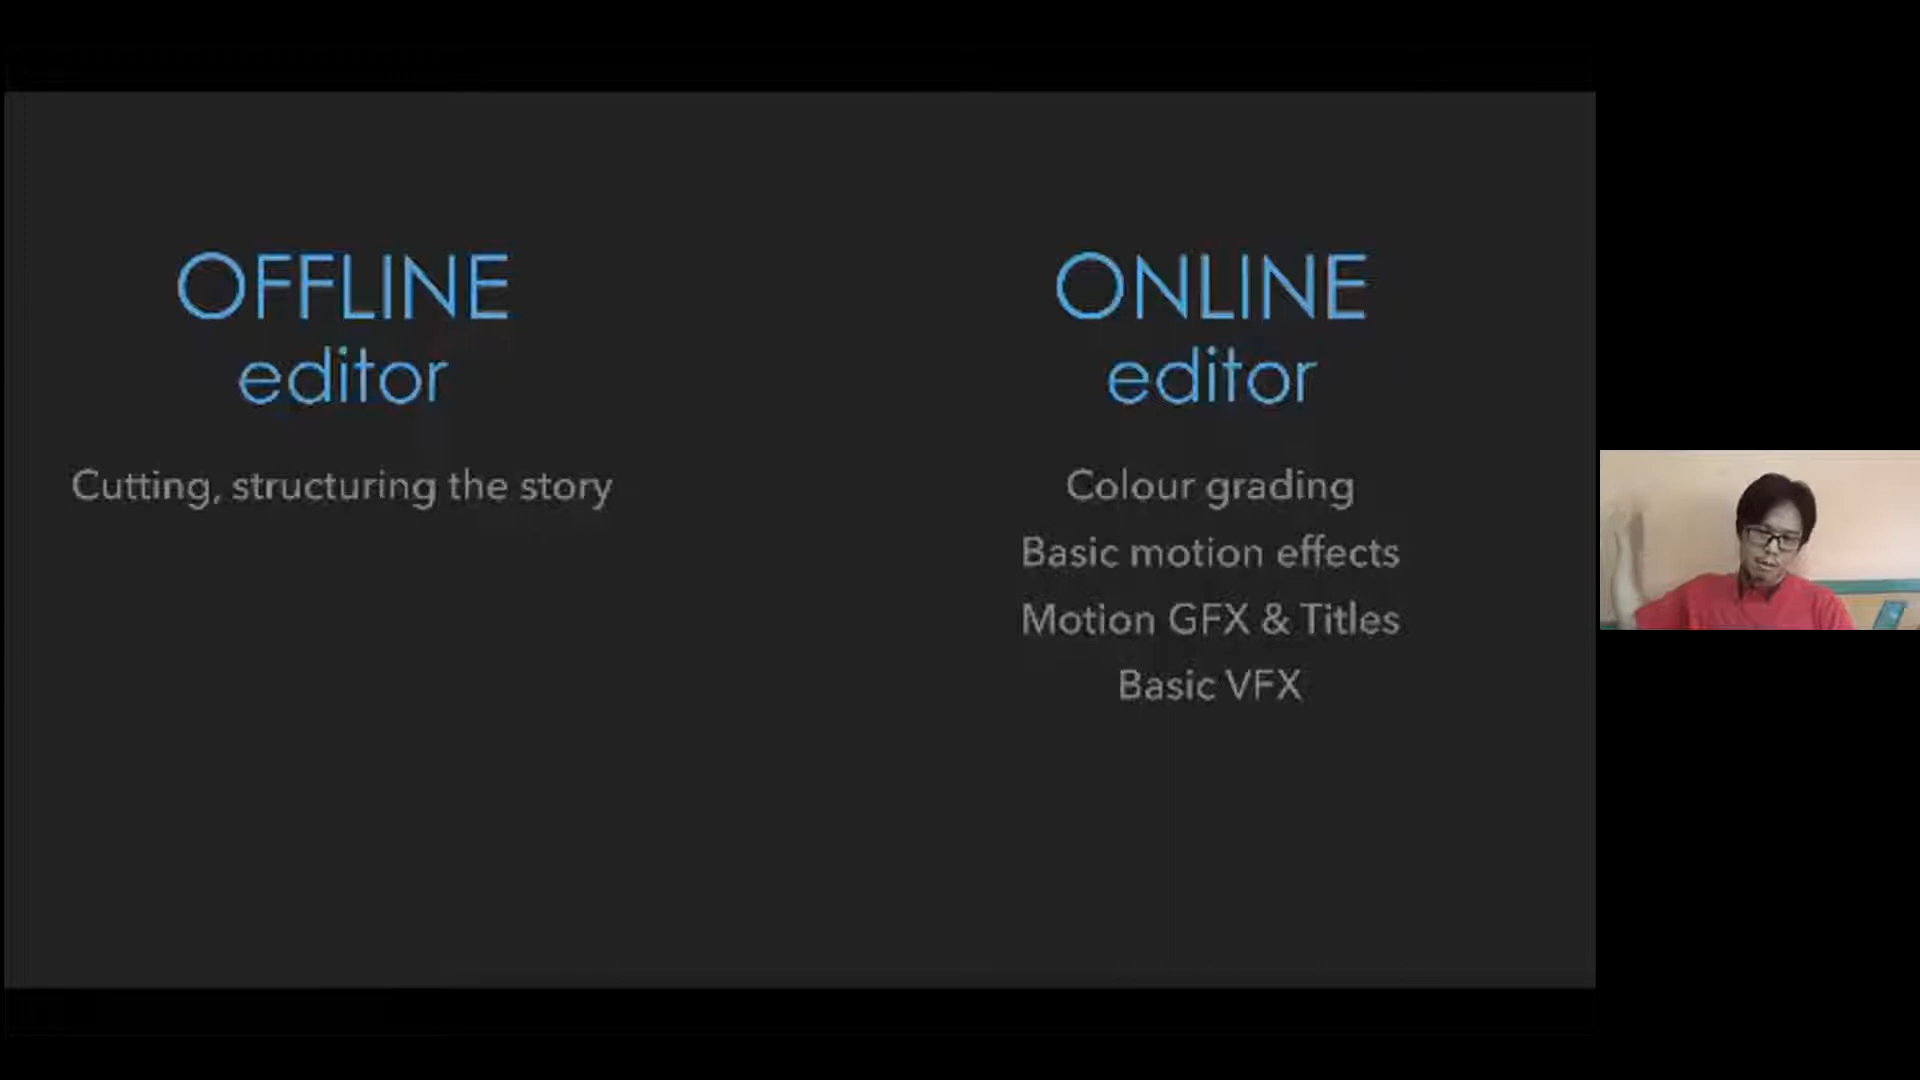 OFFLINE
editor
Cutting, structuring the story
ONLINE
editor
Colour grading
Basic motion effects
Motion GFX & Titles
Basic VFX